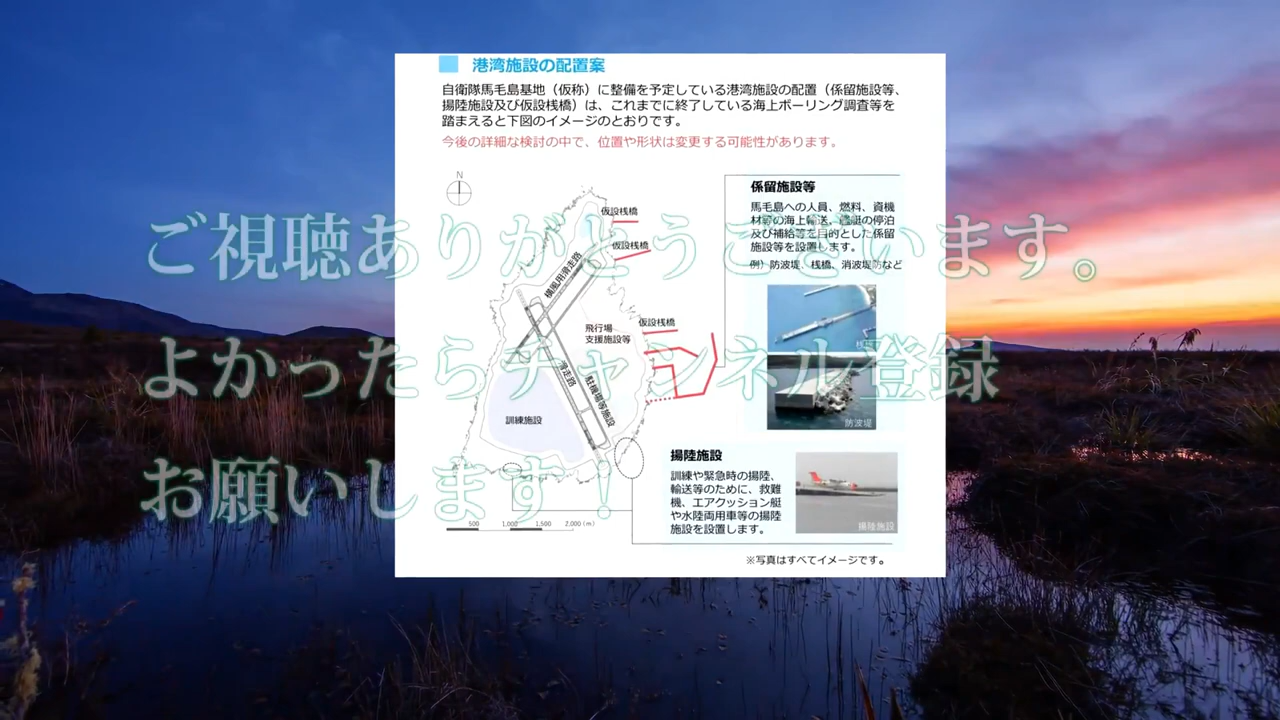 港湾施設の配置案
自衛隊馬毛島基地（仮称）に整備を予定している港湾施設の配置（係留施設等、
揚陸施設及び仮設桟橋）は、これまでに終了している海上ボーリング調査等を
踏まえると下図のイメージのとおりです。
今後の詳細な検討の中で、位置や形状は変更する可能性があります。
N
仮設桟橋
仮設桟橋
横風用滑走路
飛行場
支援施設等
仮設桟橋
滑走路
駐機場等施設
訓練施設
500 1,000 1,500 2,000（m）
係留施設等
馬毛島への人員、燃料、資機
材等の海上輸送、艦艇の停泊
及び補給等を目的とした係留
施設等を設置します。
例）防波堤、桟橋、消波堤防など
桟橋
防波堤
揚陸施設
訓練や緊急時の揚陸、
輸送等のために、救難
機、エアクッション艇
や水陸両用車等の揚陸
施設を設置します。
揚陸施設
※写真はすべてイメージです。
ご視聴ありがとうございます。
よかったらチャンネル登録
お願いします！